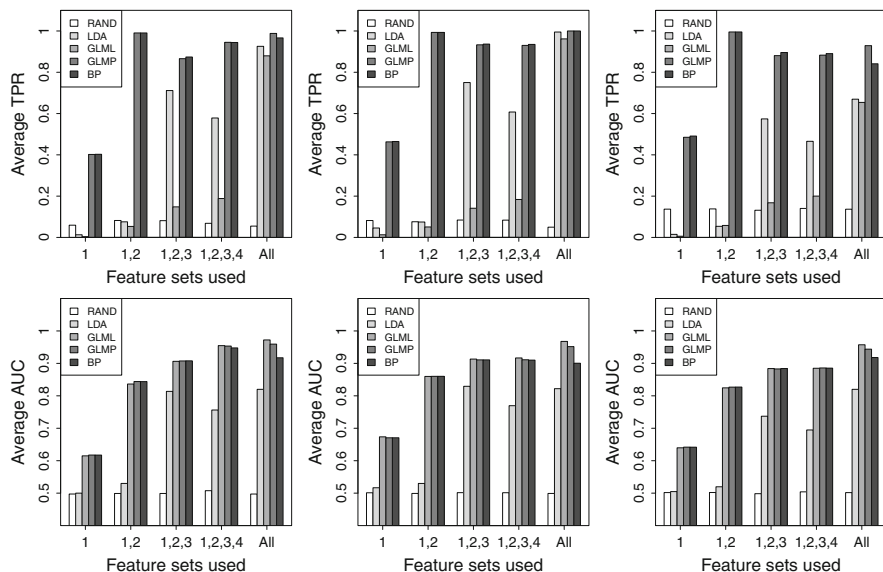 Average TPR
1
0.8
0.6
0.4
0.2
0
RAND
LDA
GLML
GLMP
BP
1 1,2 1,2,3 1,2,3,4 All
Feature sets used
Average TPR
1
0.8
0.6
0.4
0.2
0
RAND
LDA
GLML
GLMP
BP
1 1,2 1,2,3 1,2,3,4 All
Feature sets used
Average TPR
1
0.8
0.6
0.4
0.2
0
RAND
LDA
GLML
GLMP
BP
1 1,2 1,2,3 1,2,3,4 All
Feature sets used
Average AUC
1
0.9
0.8
0.7
0.6
0.5
RAND
LDA
GLML
GLMP
BP
1 1,2 1,2,3 1,2,3,4 All
Feature sets used
Average AUC
1
0.9
0.8
0.7
0.6
0.5
RAND
LDA
GLML
GLMP
BP
1 1,2 1,2,3 1,2,3,4 All
Feature sets used
Average AUC
1
0.9
0.8
0.7
0.6
0.5
RAND
LDA
GLML
GLMP
BP
1 1,2 1,2,3 1,2,3,4 All
Feature sets used